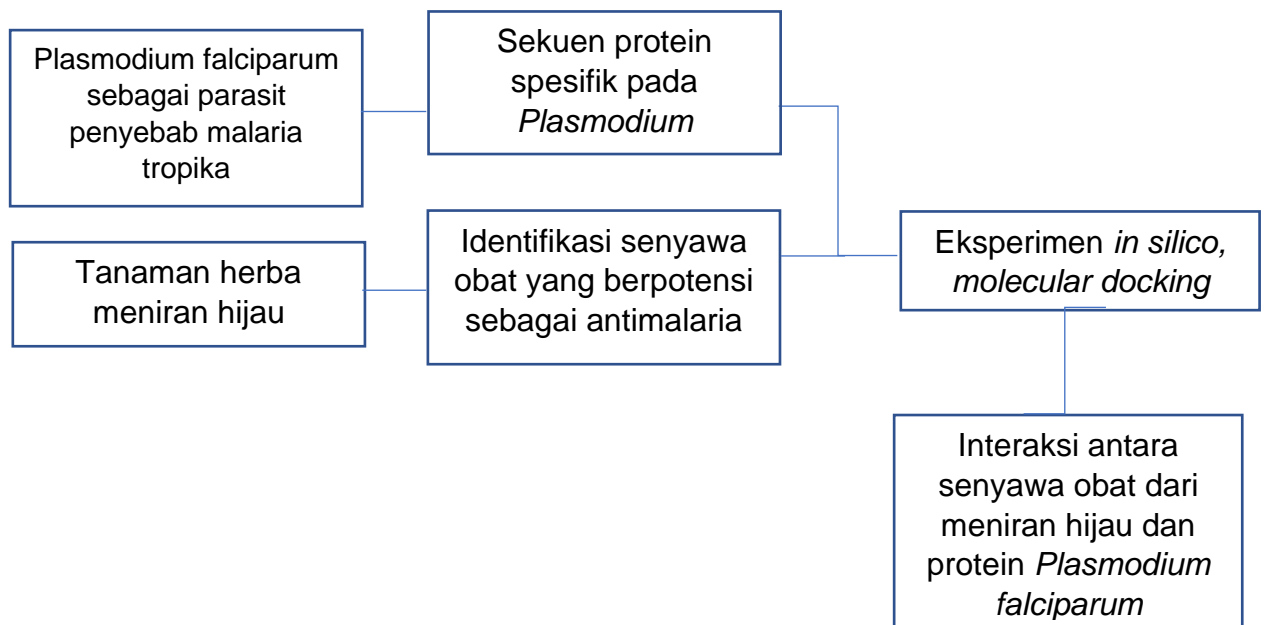 Plasmodium falciparum
sebagai parasit
penyebab malaria
tropika
Sekuen protein
spesifik pada
Plasmodium
Tanaman herba
meniran hijau
Identifikasi senyawa
obat yang berpotensi
sebagai antimalaria
Eksperimen in silico,
molecular docking
Interaksi antara
senyawa obat dari
meniran hijau dan
protein Plasmodium
falciparum